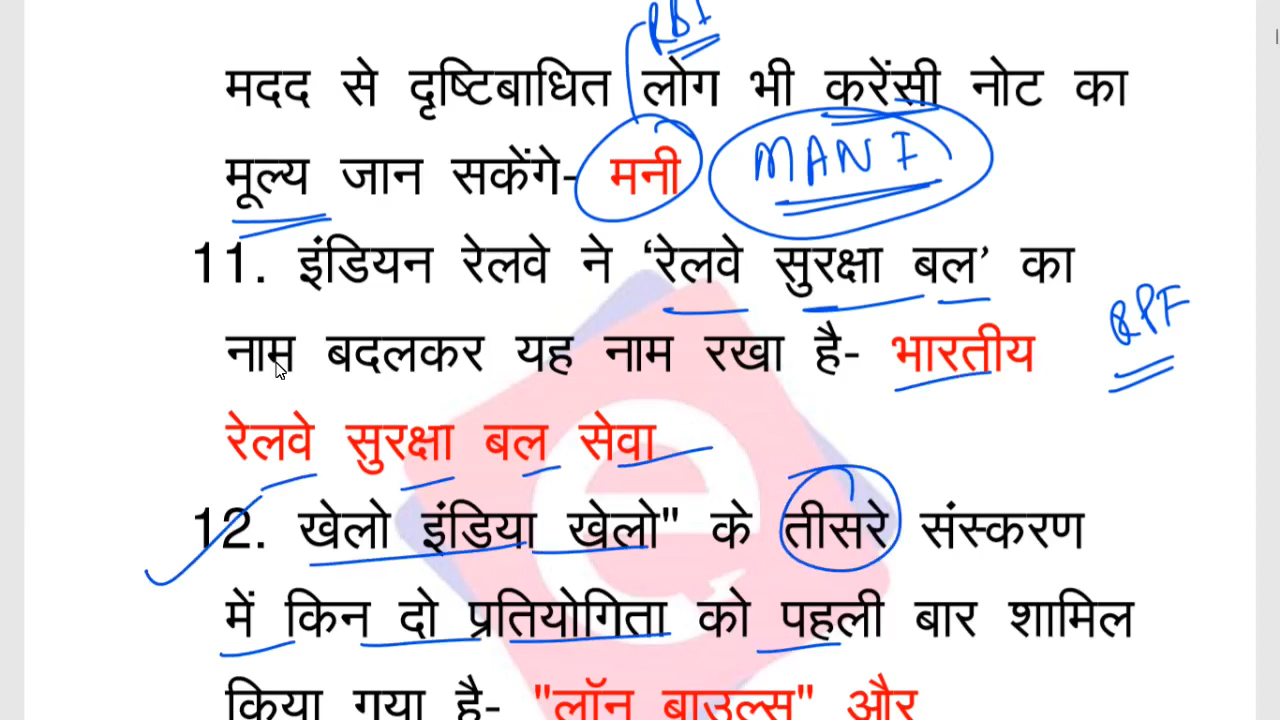 RBI
मदद से दृष्टिबाधित लोग भी करेंसी नोट का
मूल्य जान सकेंगे- मनी MANI
11. इंडियन रेलवे ने ‘रेलवे सुरक्षा बल’ का
नाम बदलकर यह नाम रखा है- भारतीय RPF
रेलवे सुरक्षा बल सेवा
12. खेलो इंडिया खेलो" के तीसरे संस्करण
में किन दो प्रतियोगिता को पहली बार शामिल
किया गया है- "लॉन बाउल्स" और